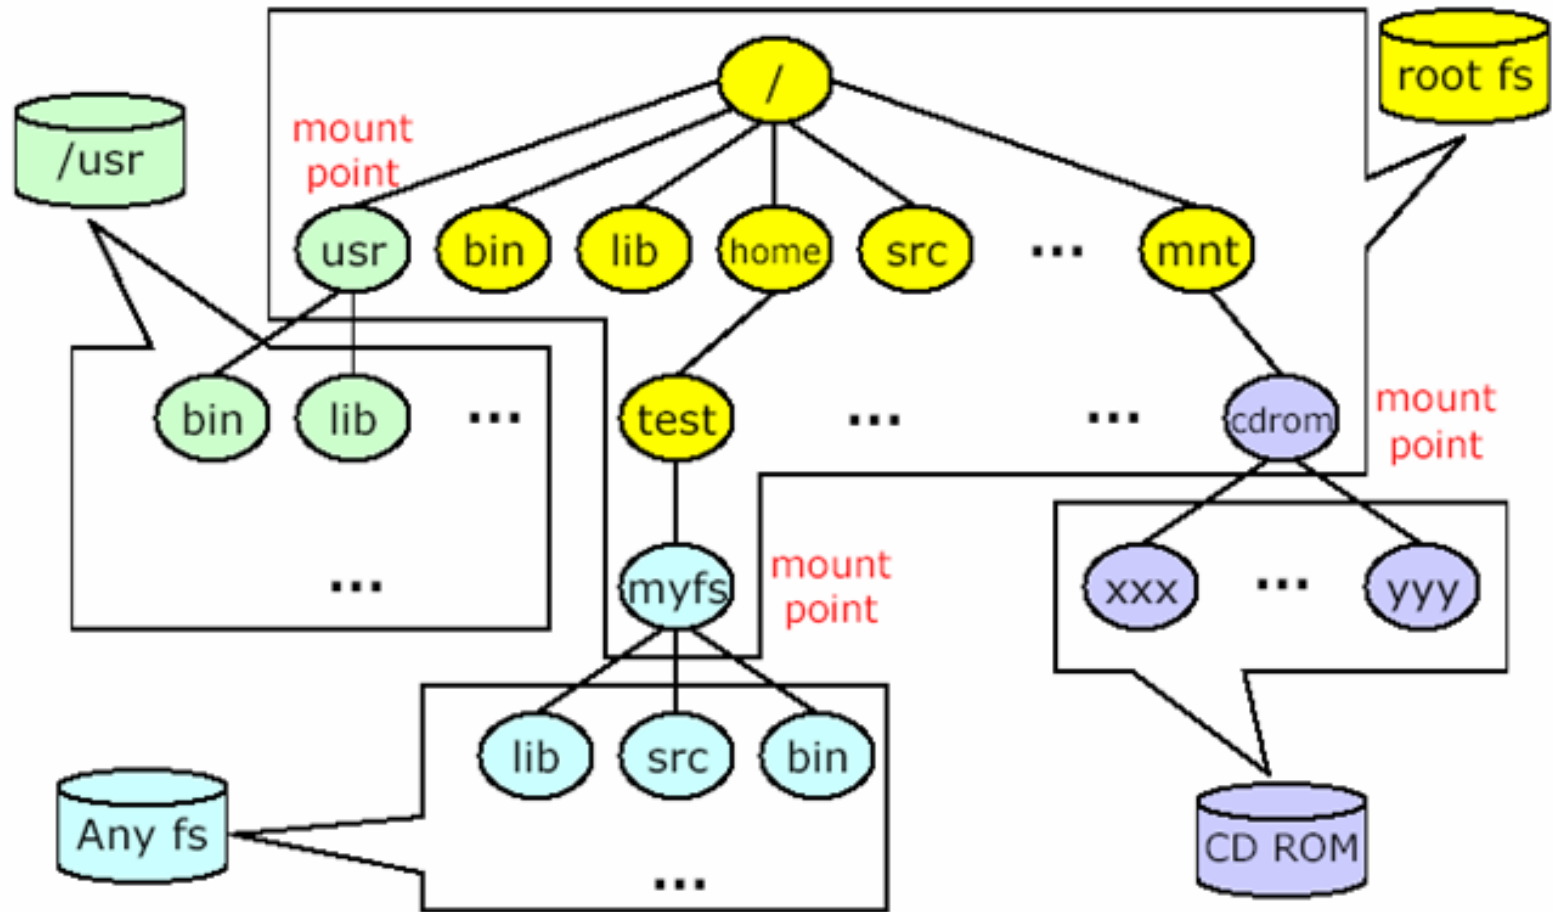 /
root fs
mount
point
/usr
usr
bin
lib
home
src
...
mnt
bin
lib
...
test
...
...
cdrom
mount
point
...
myfs
mount
point
xxx
...
yyy
lib
src
bin
Any fs
...
CD ROM